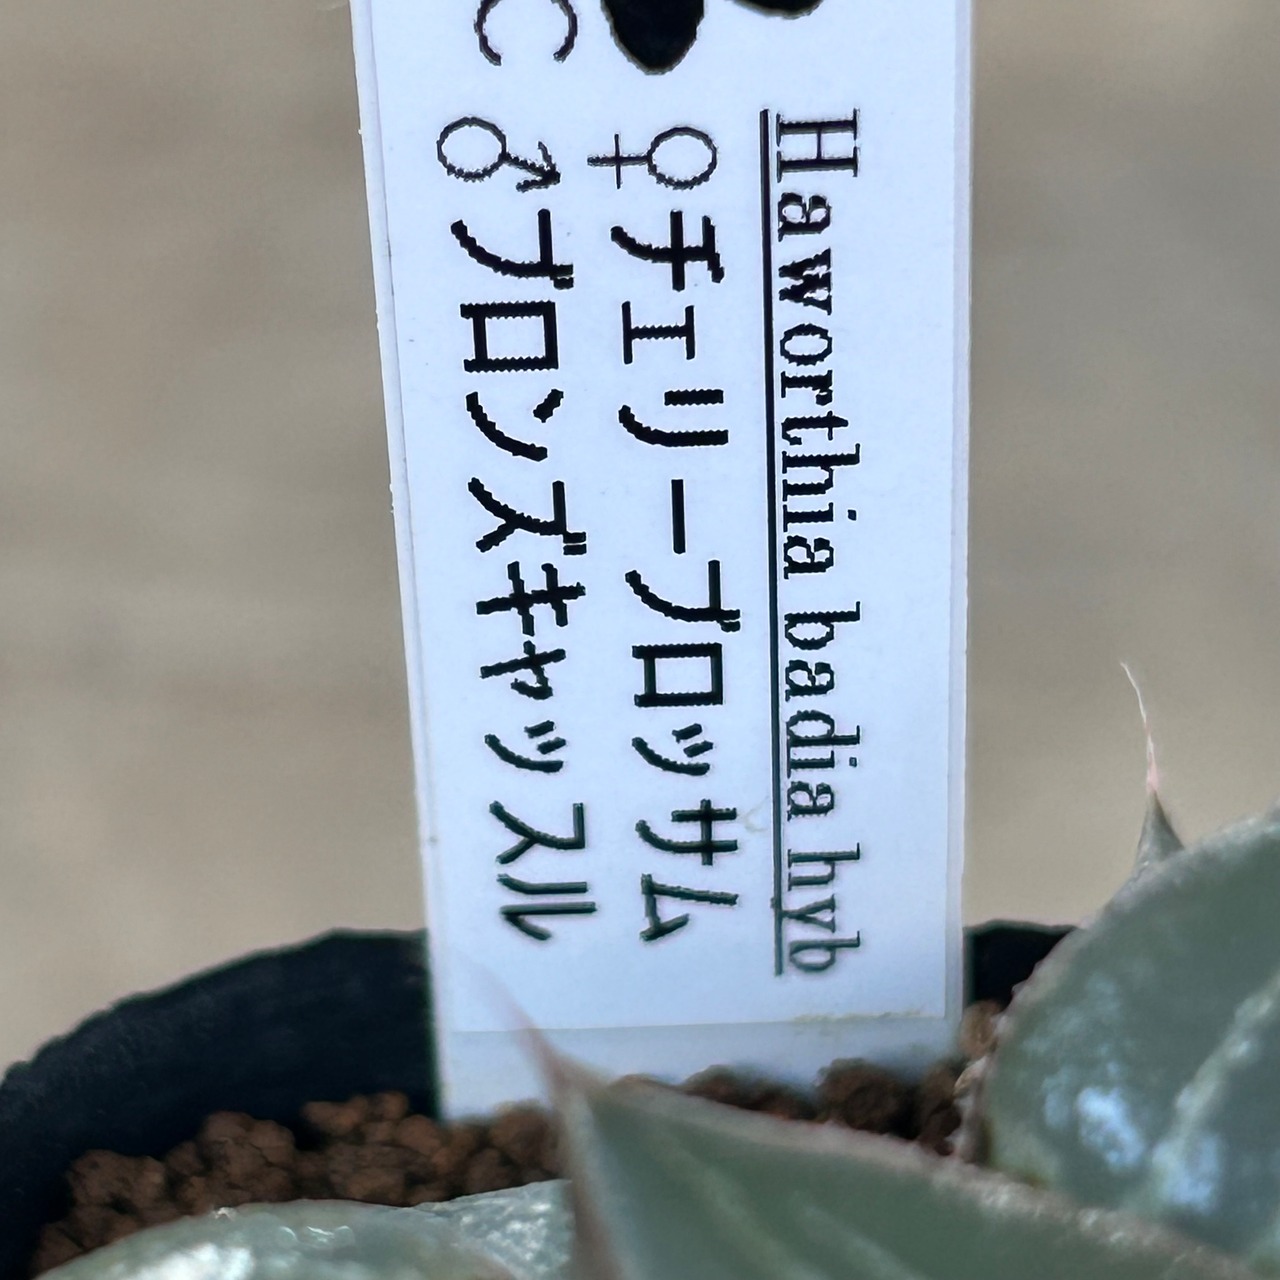 Haworthia badia hyb
♀チェリーブロッサム
♂ブロンズキャッスル